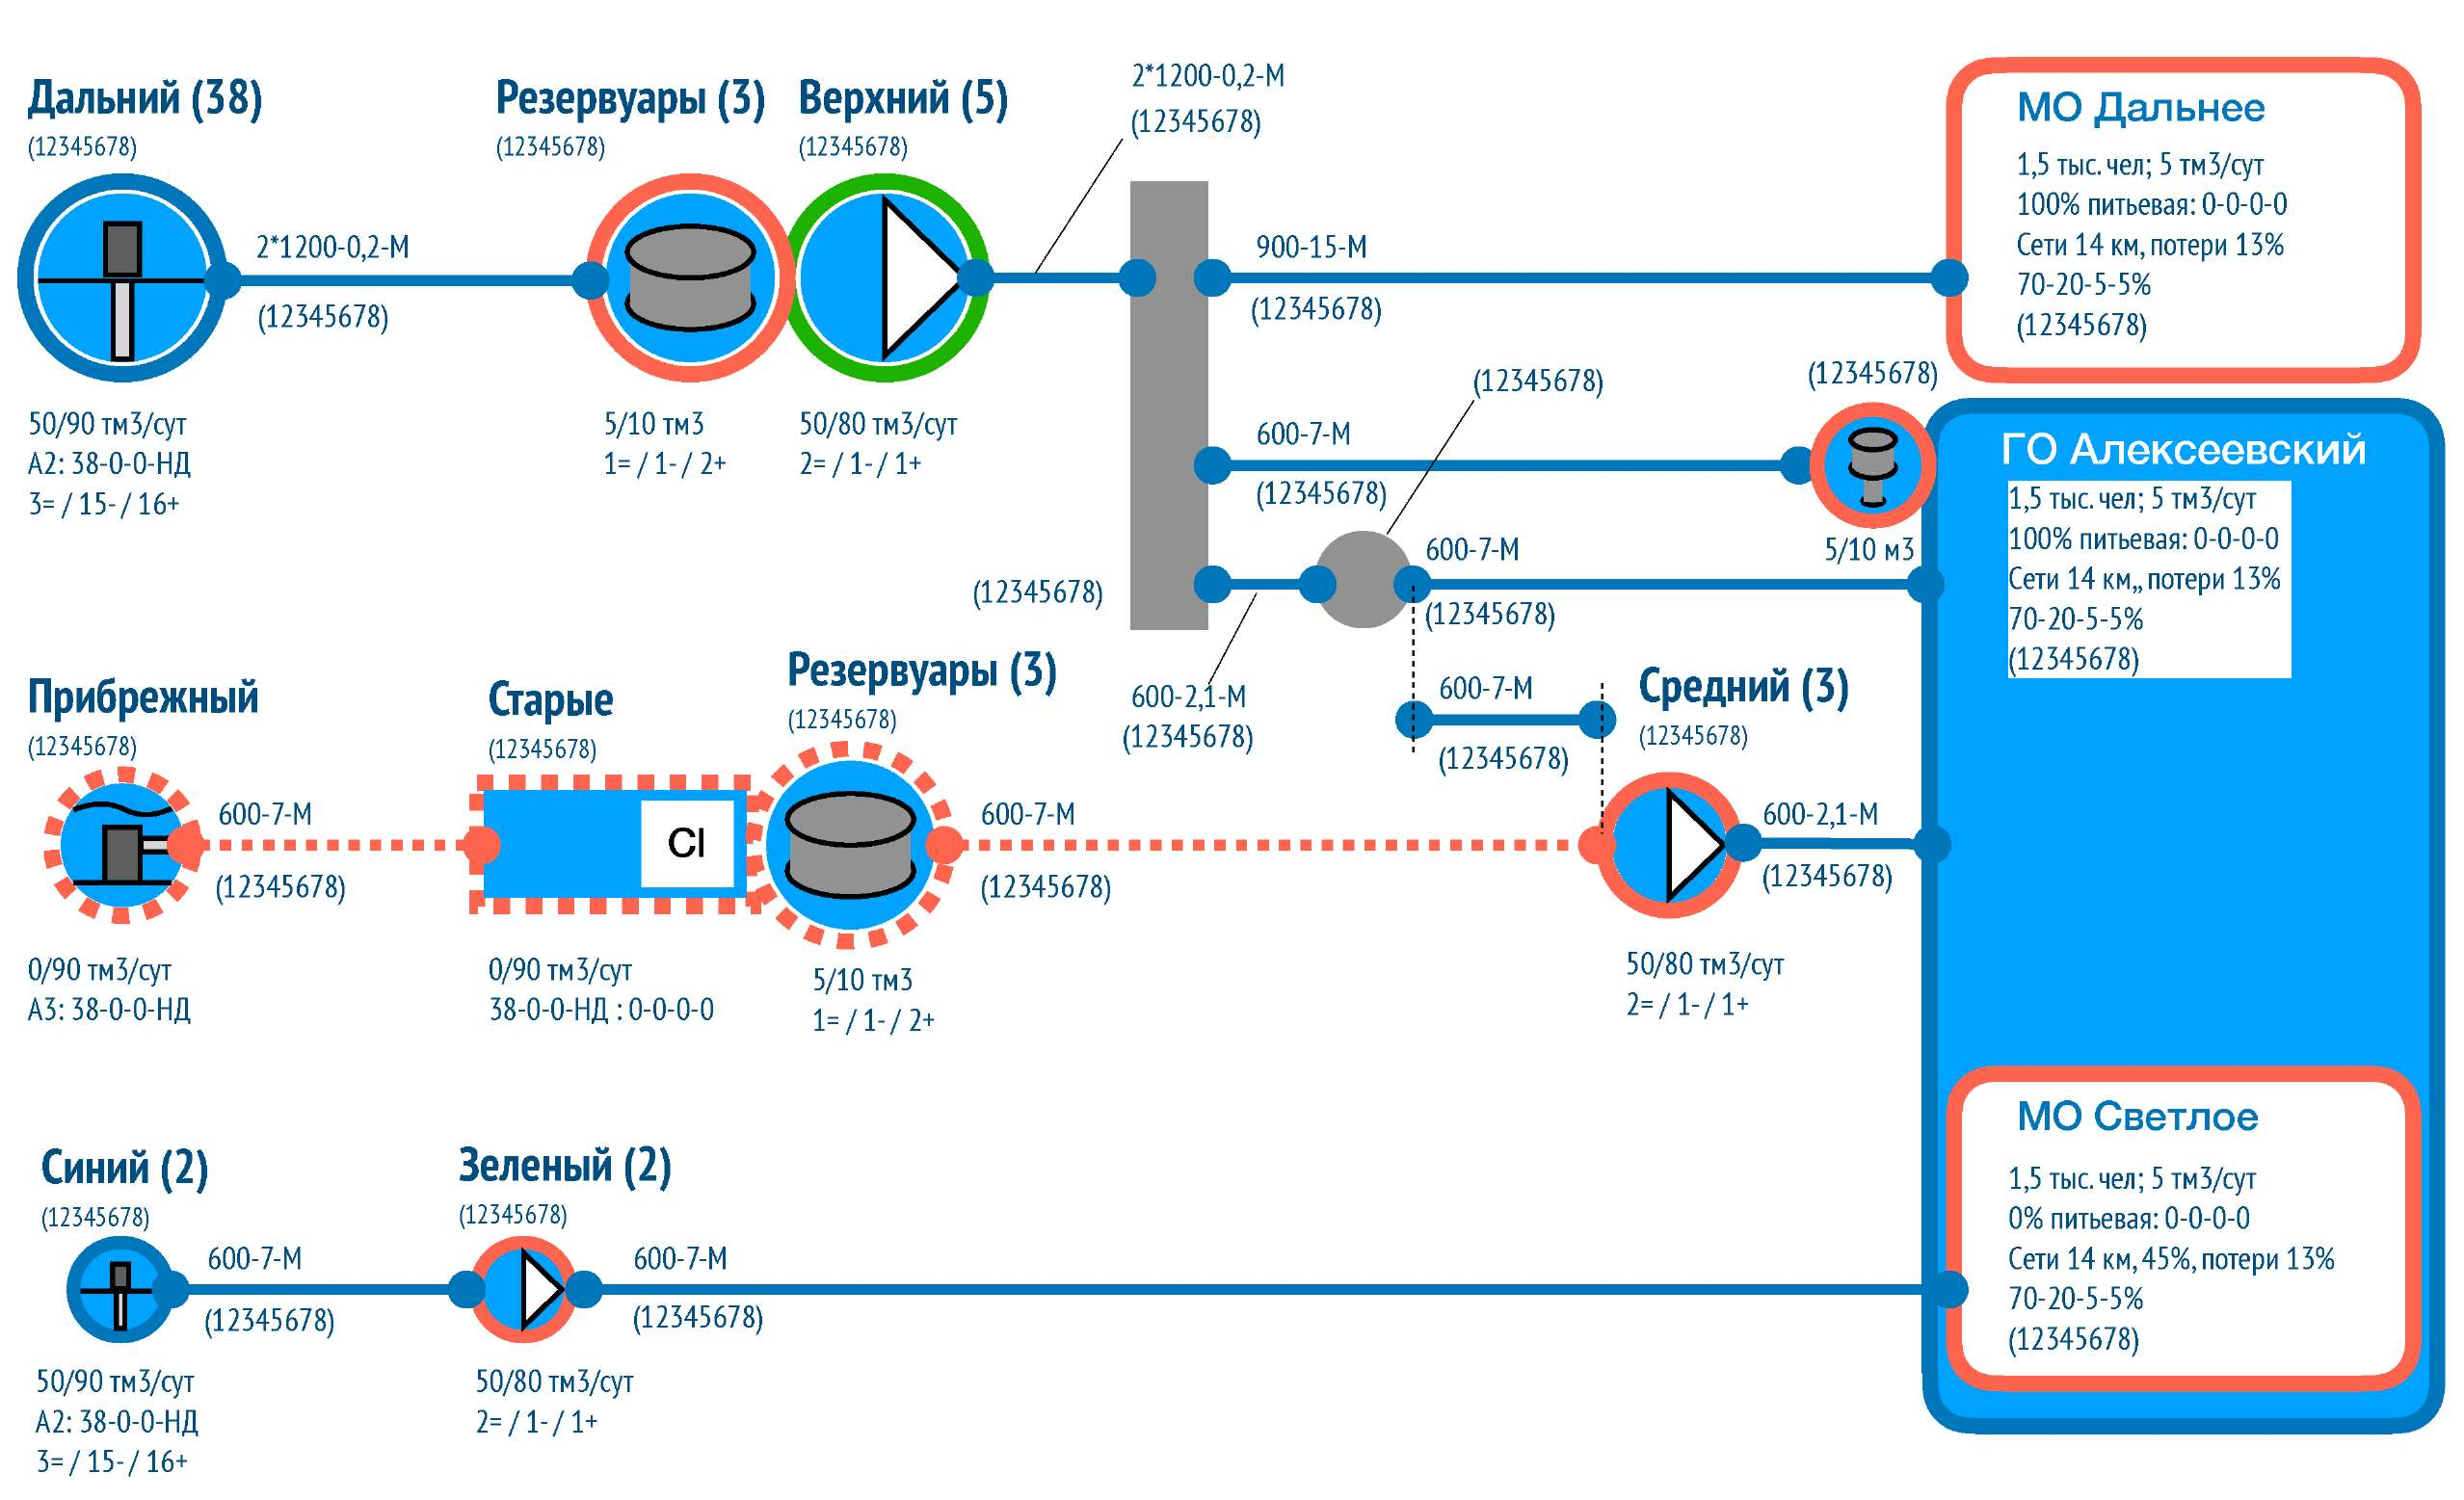 Дальний (38)
(12345678)
50/90 тм3/сут
А2: 38-0-0-НД
3= / 15- / 16+
2*1200-0,2-М
(12345678)
Резервуары (3)
(12345678)
5/10 тм3
1= / 1- / 2+
Верхний (5)
(12345678)
50/80 тм3/сут
2= / 1- / 1+
2*1200-0,2-М
(12345678)
900-15-М
(12345678)
МО Дальнее
1,5 тыс. чел; 5 тм3/сут
100% питьевая: 0-0-0-0
Сети 14 км, потери 13%
70-20-5-5%
(12345678)
600-7-М
(12345678)
(12345678)
(12345678)
5/10 м3
(12345678)
600-7-М
(12345678)
600-2,1-М
(12345678)
600-7-М
(12345678)
ГО Алексеевский
1,5 тыс. чел; 5 тм3/сут
100% питьевая: 0-0-0-0
Сети 14 км,, потери 13%
70-20-5-5%
(12345678)
Прибрежный
(12345678)
0/90 тм3/сут
А3: 38-0-0-НД
600-7-М
(12345678)
Старые
(12345678)
Cl
0/90 тм3/сут
38-0-0-НД : 0-0-0-0
Резервуары (3)
(12345678)
5/10 тм3
1= / 1- / 2+
600-7-М
(12345678)
Средний (3)
(12345678)
50/80 тм3/сут
2= / 1- / 1+
600-2,1-М
(12345678)
Синий (2)
(12345678)
50/90 тм3/сут
А2: 38-0-0-НД
3= / 15- / 16+
600-7-М
(12345678)
Зеленый (2)
(12345678)
50/80 тм3/сут
2= / 1- / 1+
600-7-М
(12345678)
МО Светлое
1,5 тыс. чел; 5 тм3/сут
0% питьевая: 0-0-0-0
Сети 14 км, 45%, потери 13%
70-20-5-5%
(12345678)